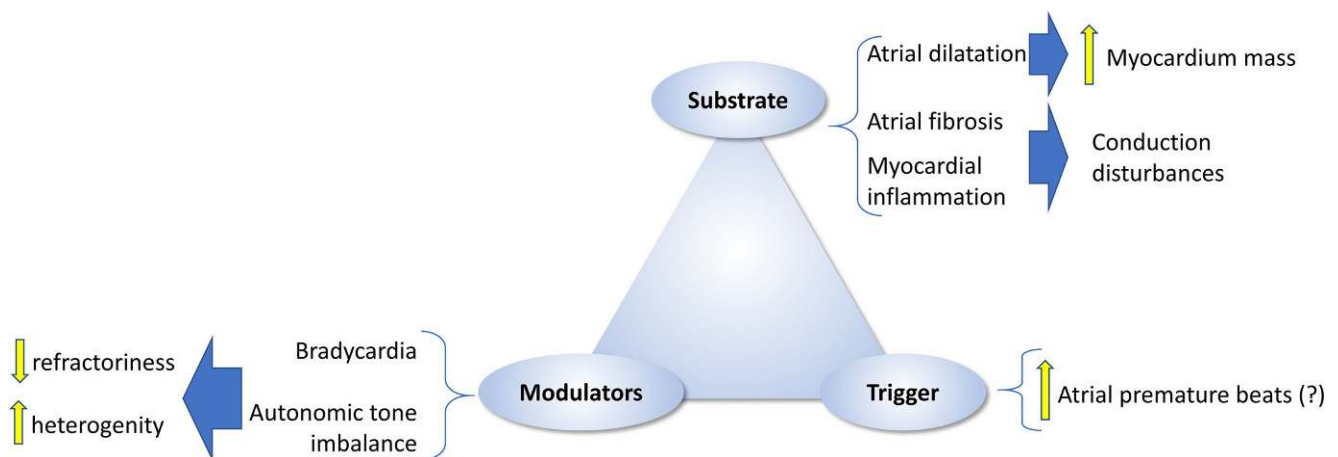 Substrate
Atrial dilatation
Myocardium mass
Atrial fibrosis
Myocardial
inflammation
Conduction
disturbances
Modulators
Bradycardia
Autonomic tone
imbalance
refractoriness
heterogenity
Trigger
Atrial premature beats (?)